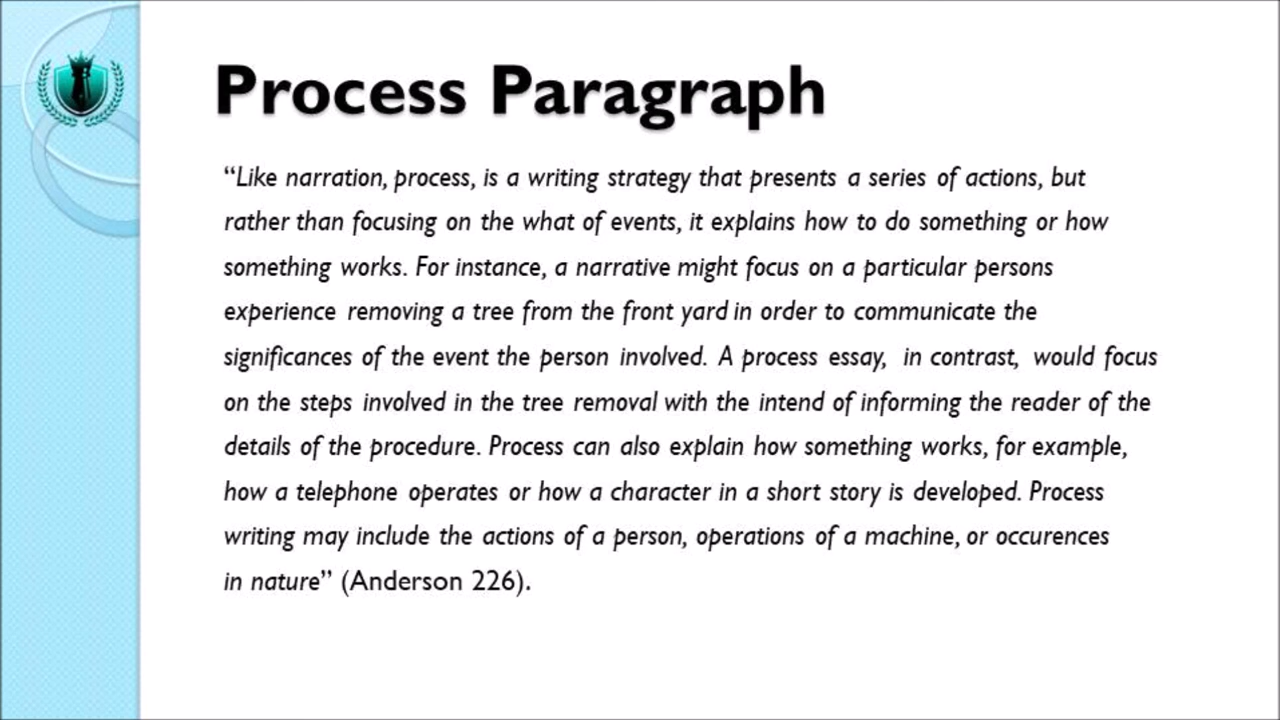 Process Paragraph
“Like narration, process, is a writing strategy that presents a series of actions, but
rather than focusing on the what of events, it explains how to do something or how
something works. For instance, a narrative might focus on a particular persons
experience removing a tree from the front yard in order to communicate the
significances of the event the person involved. A process essay, in contrast, would focus
on the steps involved in the tree removal with the intend of informing the reader of the
details of the procedure. Process can also explain how something works, for example,
how a telephone operates or how a character in a short story is developed. Process
writing may include the actions of a person, operations of a machine, or occurences
in nature” (Anderson 226).